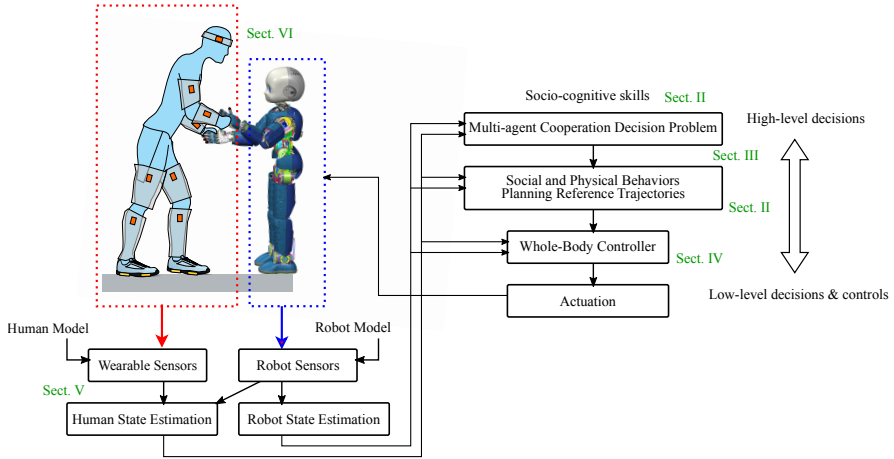 Sect. VI
Socio-cognitive skills
Sect. II
High-level decisions
Multi-agent Cooperation Decision Problem
Sect. III
Social and Physical Behaviors
Planning Reference Trajectories
Sect. II
Whole-Body Controller
Sect. IV
Actuation
Low-level decisions & controls
Human Model
Robot Model
Wearable Sensors
Robot Sensors
Sect. V
Human State Estimation
Robot State Estimation